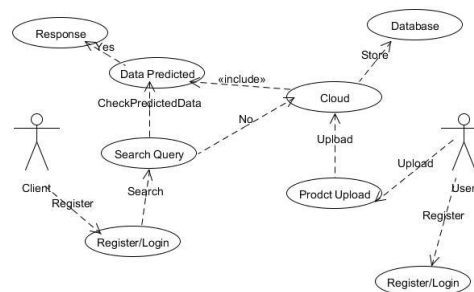 Response
Yes
Data Predicted
«include»
Database
Store
Cloud
CheckPredictedData
No
Search Query
Upload
Client
Register
Search
Prodct Upload
Upload
User
Register
Register/Login
Register/Login